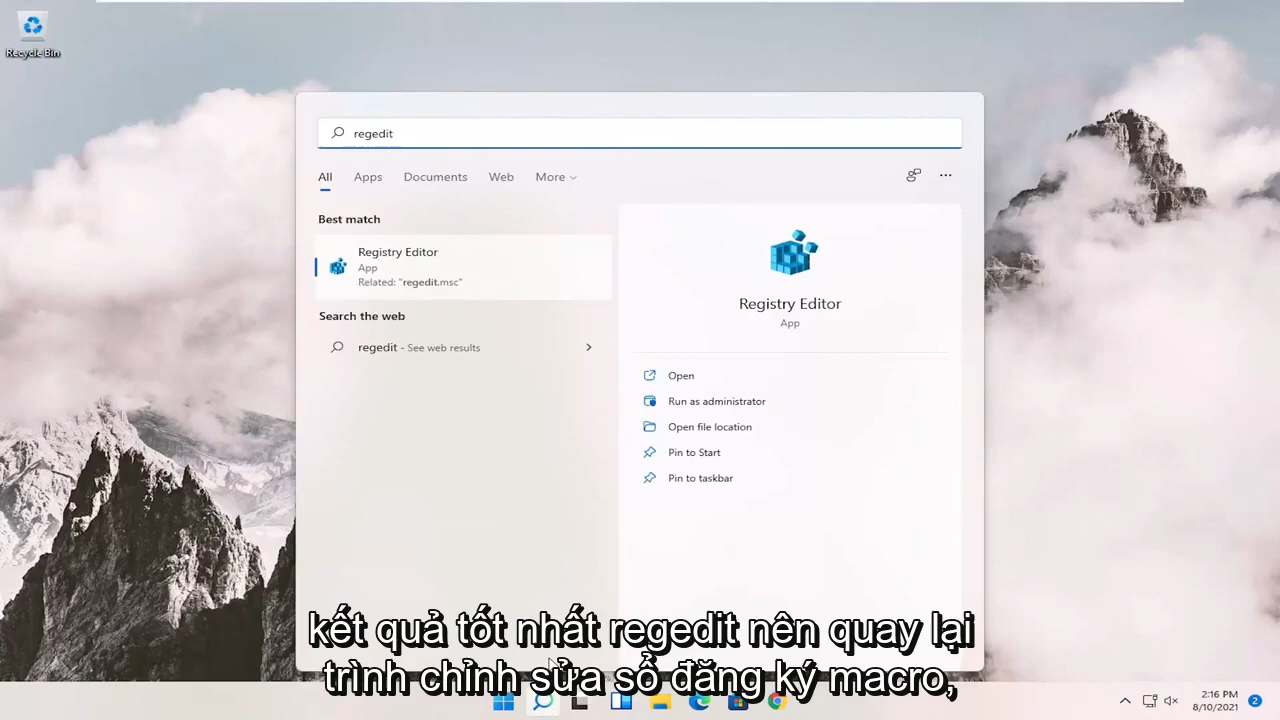 Recycle Bin
regedit
All Apps Documents Web More
Best match
Registry Editor
App
Related: "regedit.msc"
Search the web
regedit - See web results
Registry Editor
App
Open
Run as administrator
Open file location
Pin to Start
Pin to taskbar
kết quả tốt nhất regedit nên quay lại
trình chỉnh sửa sổ đăng ký macro,
2:16 PM
8/10/2021
2